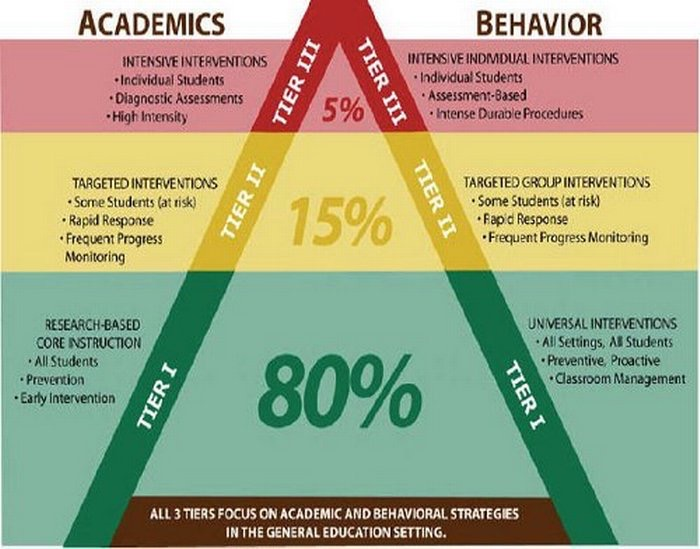 ACADEMICS
BEHAVIOR
INTENSIVE INTERVENTIONS
• Individual Students
• Diagnostic Assessments
• High Intensity
TIER III
5%
TIER III
INTENSIVE INDIVIDUAL INTERVENTIONS
• Individual Students
• Assessment-Based
• Intense Durable Procedures
TARGETED INTERVENTIONS
• Some Students (at risk)
• Rapid Response
• Frequent Progress
Monitoring
TIER II
15%
TIER II
TARGETED GROUP INTERVENTIONS
• Some Students (at risk)
• Rapid Response
• Frequent Progress Monitoring
RESEARCH-BASED
CORE INSTRUCTION
• All Students
• Prevention
• Early Intervention
TIER I
80%
TIER I
UNIVERSAL INTERVENTIONS
• All Settings, All Students
• Preventive, Proactive
• Classroom Management
ALL 3 TIERS FOCUS ON ACADEMIC AND BEHAVIORAL STRATEGIES
IN THE GENERAL EDUCATION SETTING.